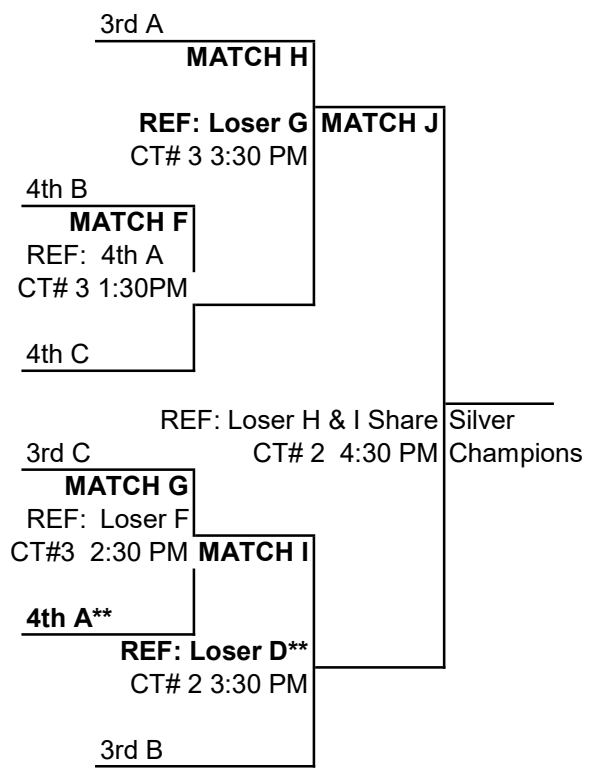 3rd A
MATCH H
REF: Loser G MATCH J
CT# 3 3:30 PM
4th B
MATCH F
REF: 4th A
CT# 3 1:30PM
4th C
REF: Loser H & I Share Silver
3rd C CT# 2 4:30 PM Champions
MATCH G
REF: Loser F
CT#3 2:30 PM MATCH I
4th A**
REF: Loser D**
CT# 2 3:30 PM
3rd B